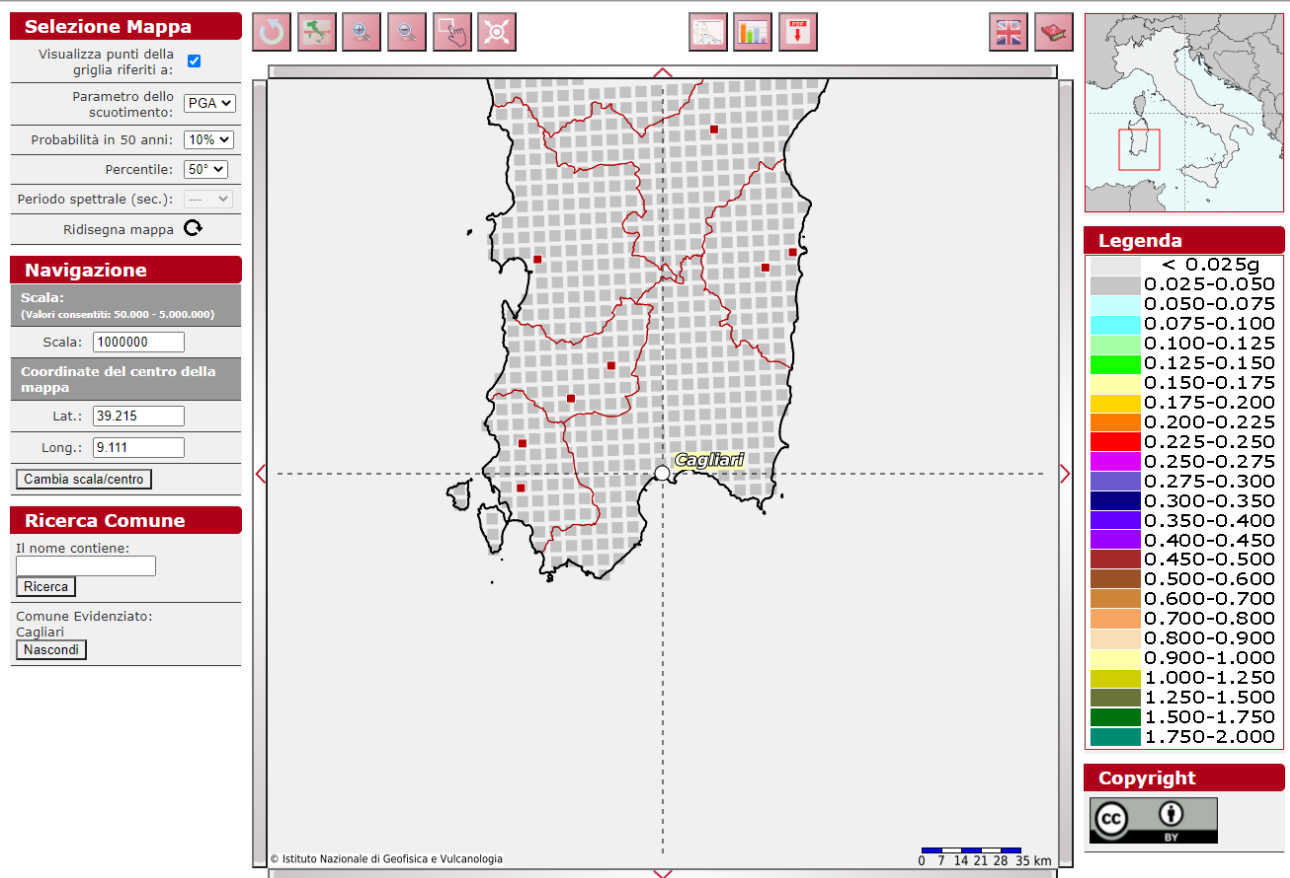 Selezione Mappa
Visualizza punti della
griglia riferiti a:
Parametro dello
scuotimento:
PGA
Probabilità in 50 anni:
10%
Percentile:
50°
Periodo spettrale (sec.):
---
Ridisegna mappa
Navigazione
Scala:
(Valori consentiti: 50.000 - 5.000.000)
Scala:
1000000
Coordinate del centro della
mappa
Lat.:
39.215
Long.:
9.111
Cambia scala/centro
Ricerca Comune
Il nome contiene:
Ricerca
Comune Evidenziato:
Cagliari
Nascondi
PDF
Cagliari
© Istituto Nazionale di Geofisica e Vulcanologia
0 7 14 21 28 35 km
Legenda
< 0.025g
0.025-0.050
0.050-0.075
0.075-0.100
0.100-0.125
0.125-0.150
0.150-0.175
0.175-0.200
0.200-0.225
0.225-0.250
0.250-0.275
0.275-0.300
0.300-0.350
0.350-0.400
0.400-0.450
0.450-0.500
0.500-0.600
0.600-0.700
0.700-0.800
0.800-0.900
0.900-1.000
1.000-1.250
1.250-1.500
1.500-1.750
1.750-2.000
Copyright
cc
BY